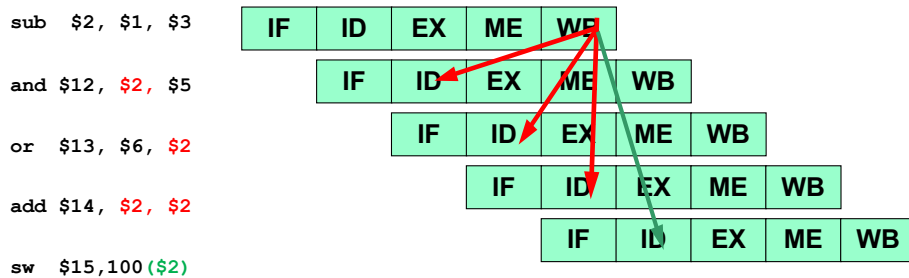 sub $2, $1, $3 IF ID EX ME WB
and $12, $2, $5 IF ID EX ME WB
or $13, $6, $2 IF ID EX ME WB
add $14, $2, $2 IF ID EX ME WB
sw $15,100($2) IF ID EX ME WB